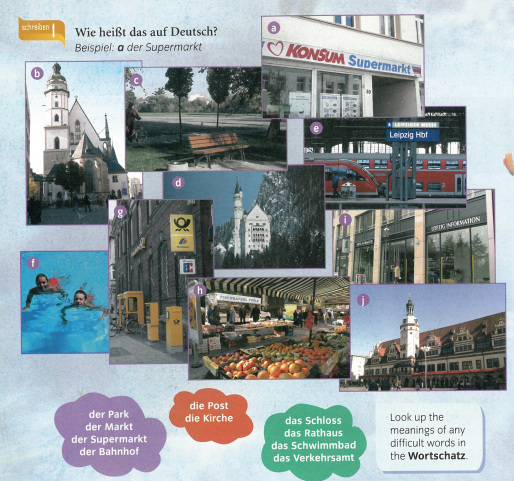 schreiben 1
Wie heißt das auf Deutsch?
Beispiel: a der Supermarkt
a
KONSUM Supermarkt
b
c
e
LEIPZIGER MESSE
Leipzig Hbf
d
g
i
LEIPZIG INFORMATION
f
h
j
der Park
der Markt
der Supermarkt
der Bahnhof
die Post
die Kirche
das Schloss
das Rathaus
das Schwimmbad
das Verkehrsamt
Look up the
meanings of any
difficult words in
the Wortschatz.